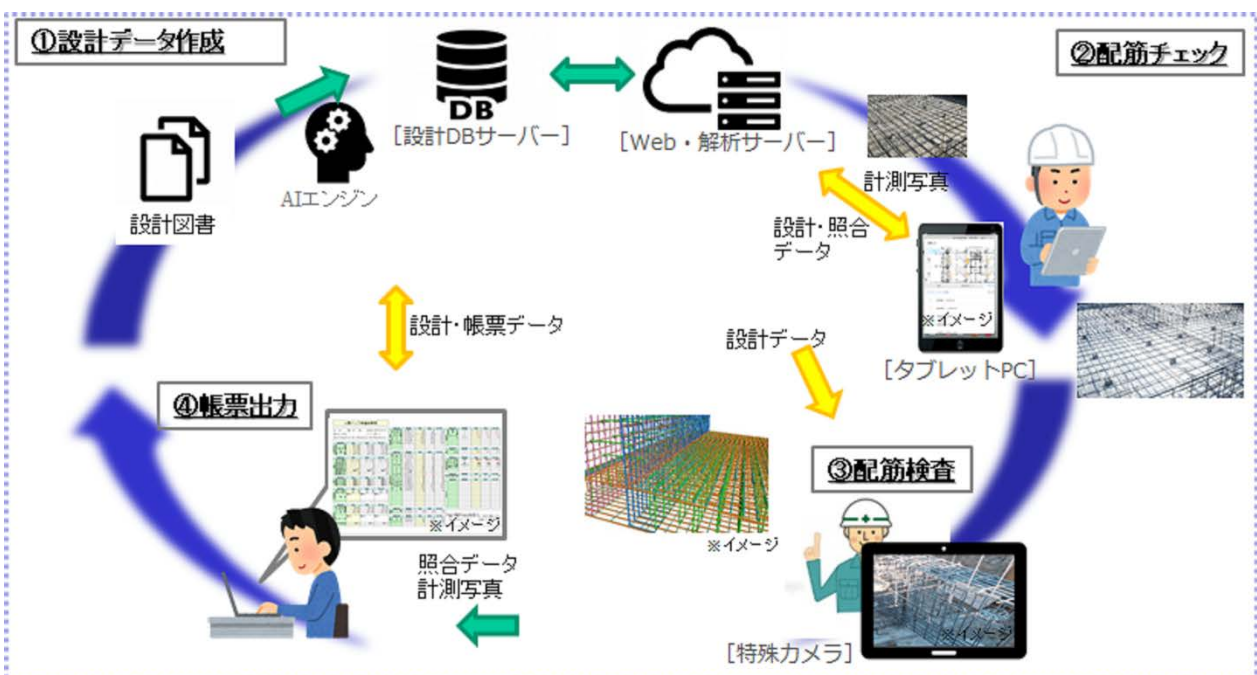 ①設計データ作成
②配筋チェック
DB
[設計DBサーバー]
[Web・解析サーバー]
AIエンジン
設計図書
計測写真
設計・照合
データ
※イメージ
[タブレットPC]
設計・帳票データ
設計データ
④帳票出力
※イメージ
③配筋検査
※イメージ
照合データ
計測写真
※イメージ
[特殊カメラ]